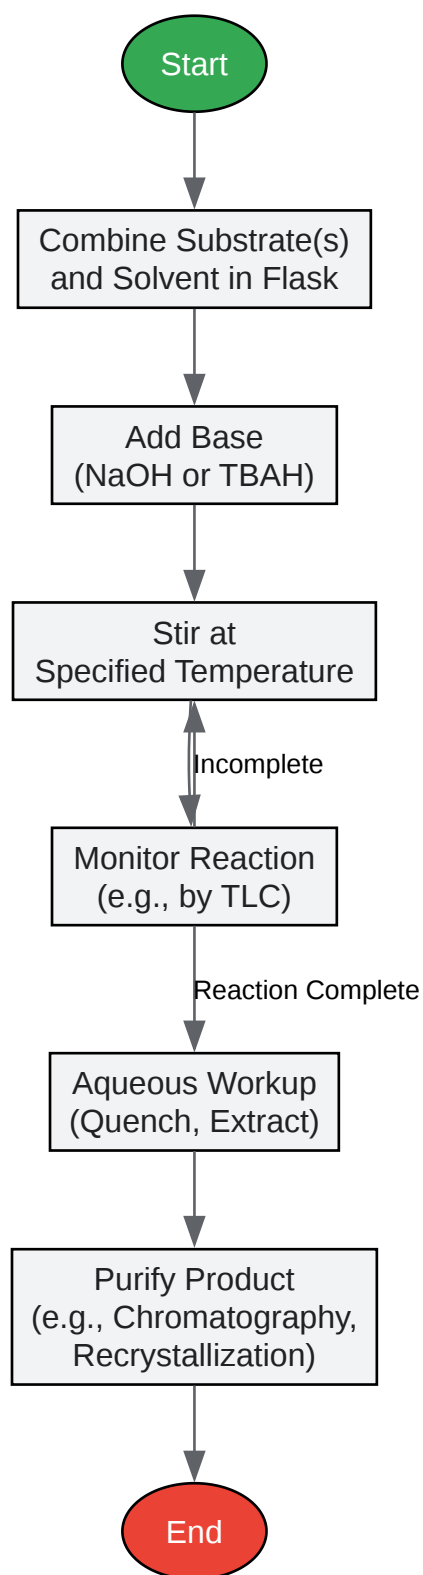 Start
Combine Substrate(s)
and Solvent in Flask
Add Base
(NaOH or TBAH)
Stir at
Specified Temperature
Incomplete
Monitor Reaction
(e.g., by TLC)
Reaction Complete
Aqueous Workup
(Quench, Extract)
Purify Product
(e.g., Chromatography,
Recrystallization)
End